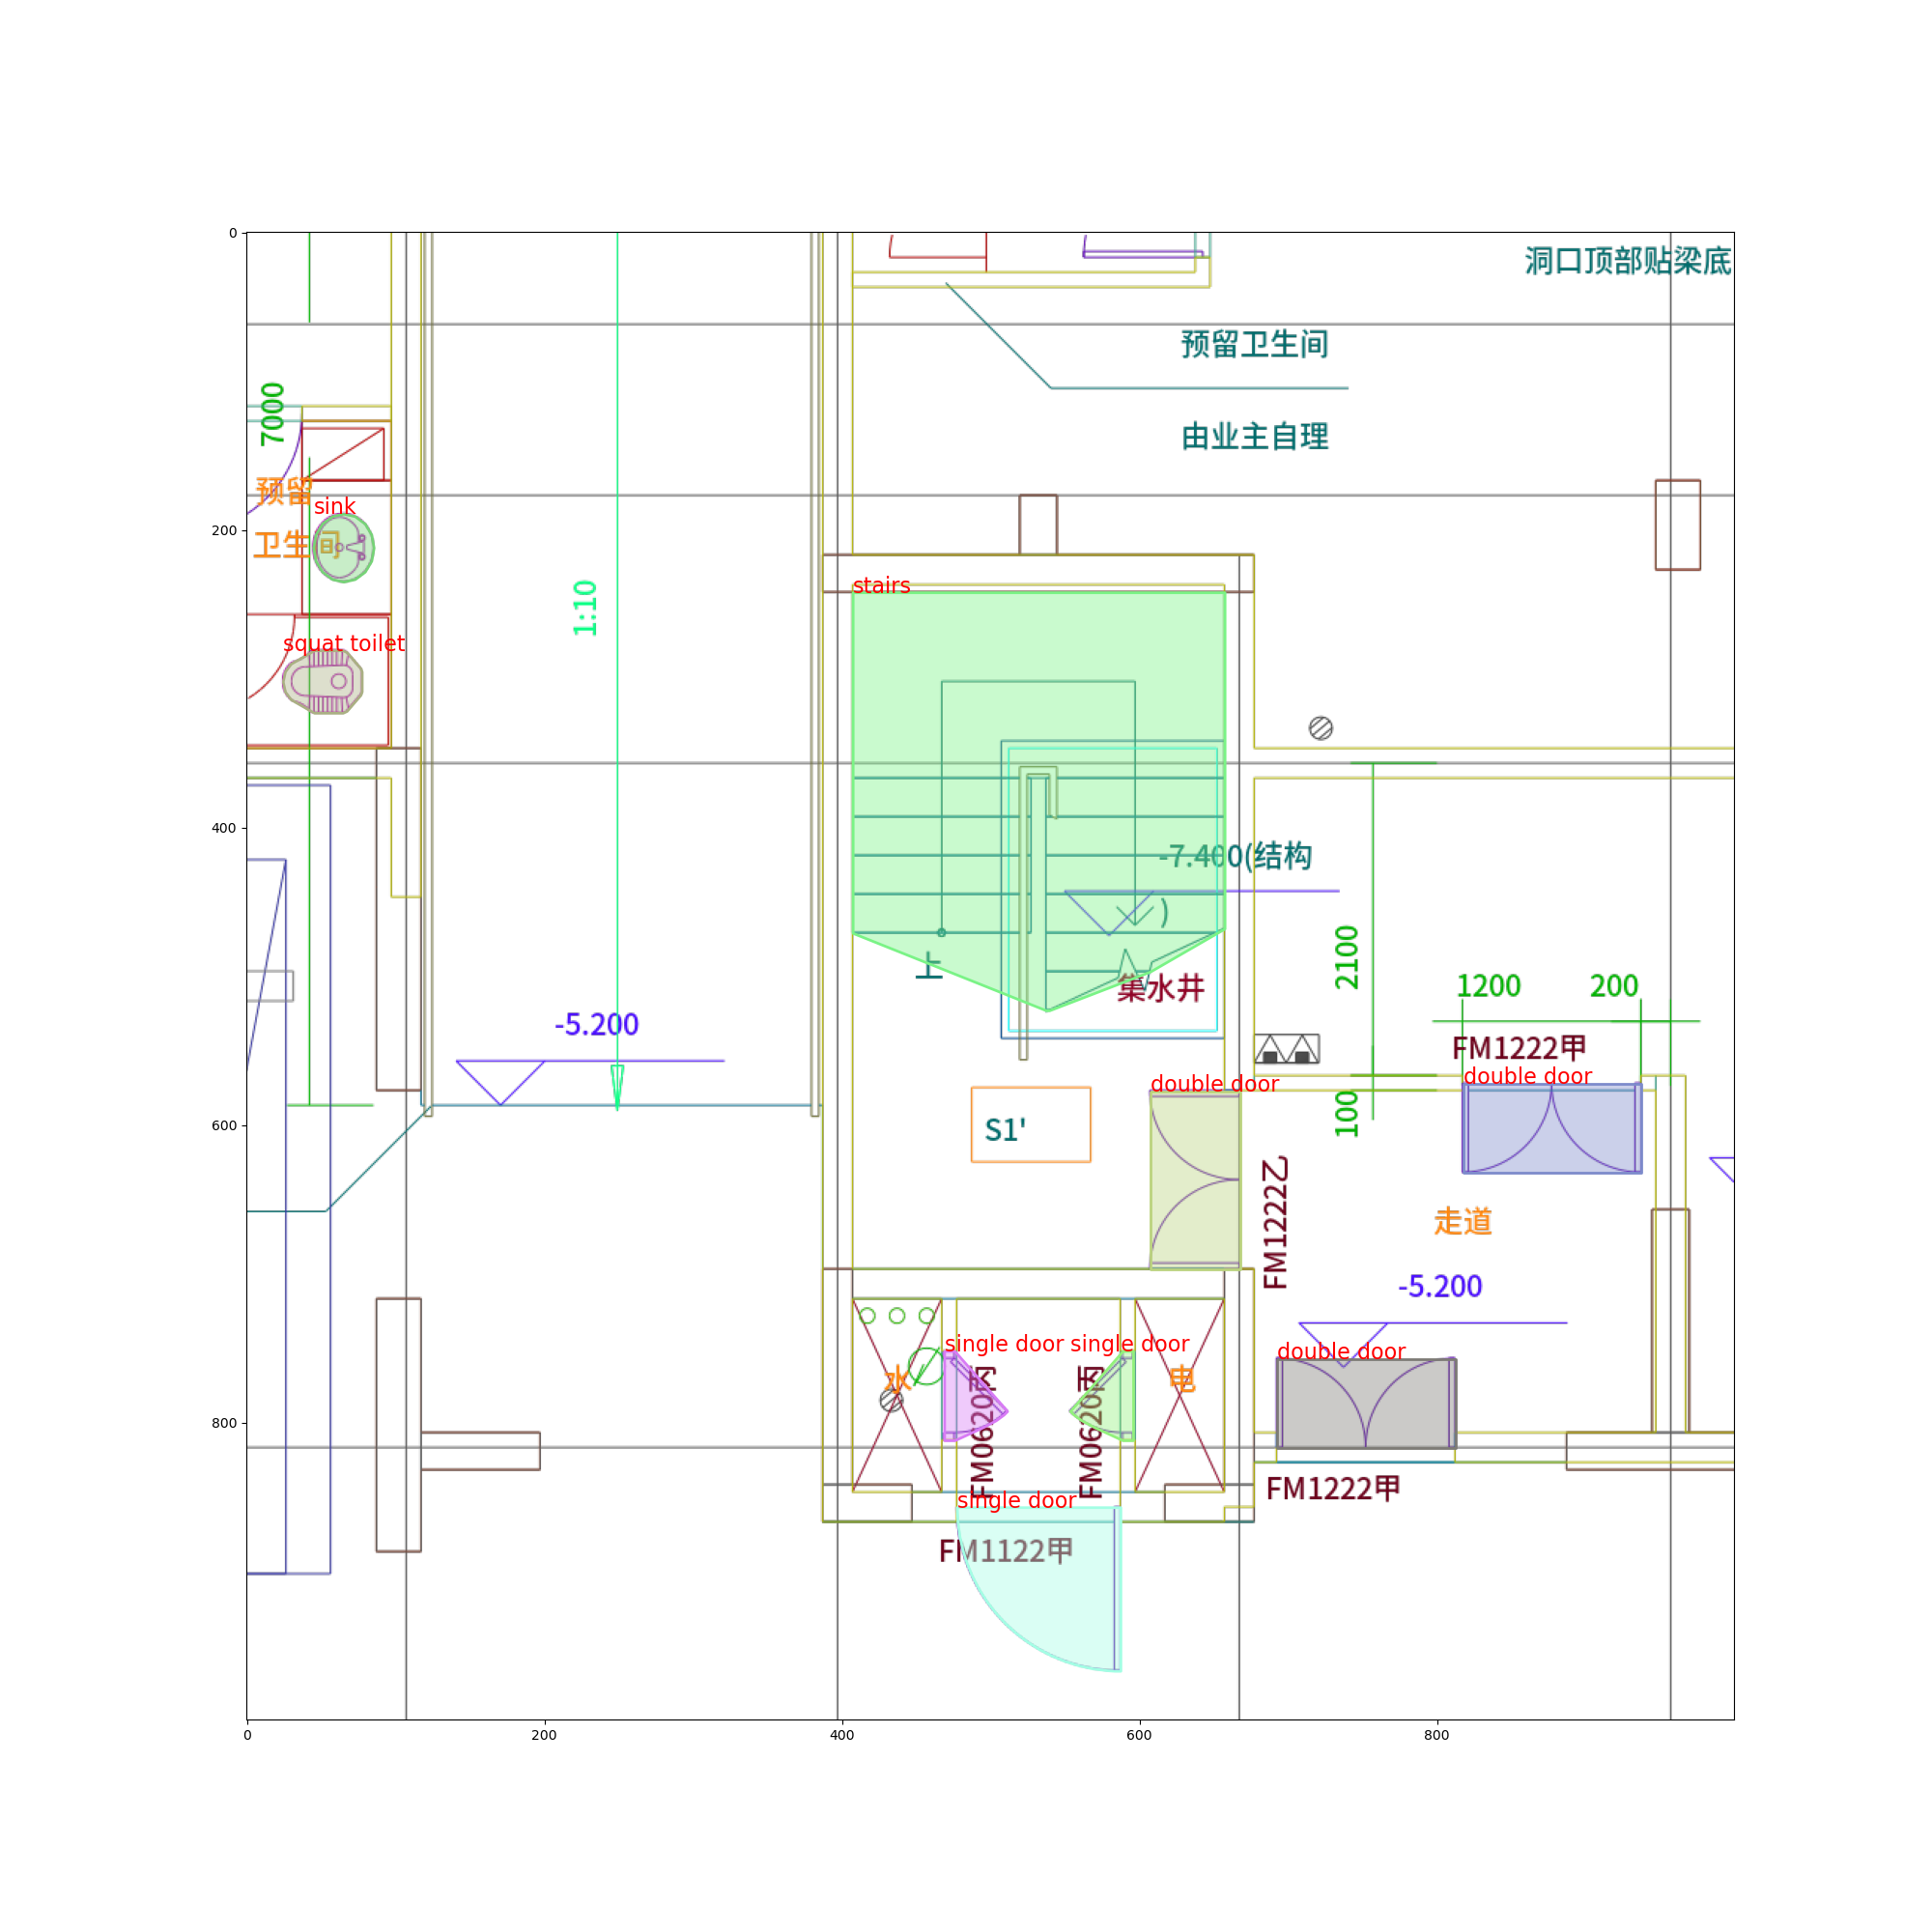 洞口顶部贴梁底
预留卫生间
由业主自理
7000
预留
卫生间
sink
squat toilet
1:10
stairs
-7.400(结构
)
上
集水井
-5.200
2100
1200
200
FM1222甲
double door
double door
100
S1'
FM1222乙
走道
-5.200
double door
single door
single door
水
FM0620丙
FM0620丙
电
FM1222甲
single door
FM1122甲
0
200
400
600
800
0
200
400
600
800